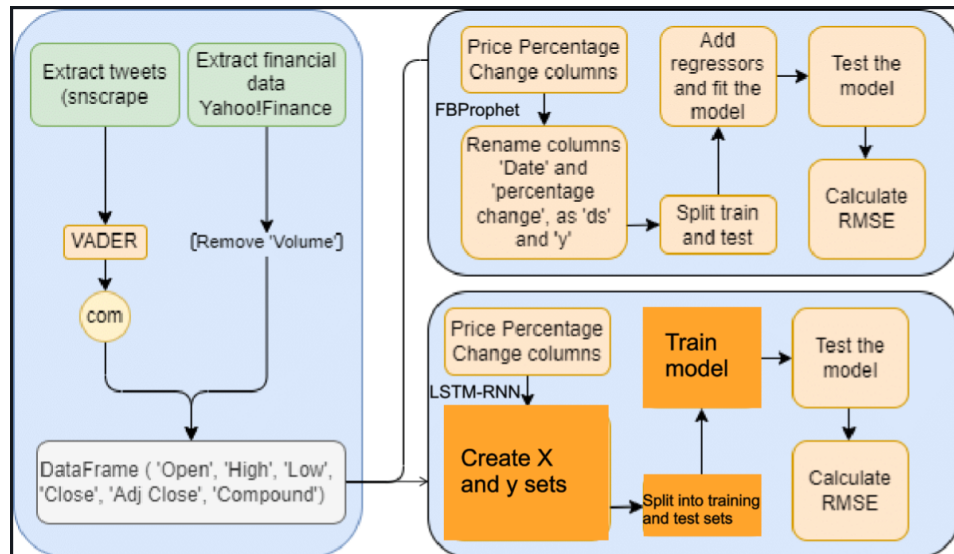 Extract tweets
(snscrape
Extract financial
data
Yahoo!Finance
VADER
[Remove 'Volume']
com
DataFrame ( 'Open', 'High', 'Low',
'Close', 'Adj Close', 'Compound')
Price Percentage
Change columns
FBProphet
Rename columns
'Date' and
'percentage
change', as 'ds'
and 'y'
Split train
and test
Add
regressors
and fit the
model
Test the
model
Calculate
RMSE
Price Percentage
Change columns
LSTM-RNN
Create X
and y sets
Split into training
and test sets
Train
model
Test the
model
Calculate
RMSE